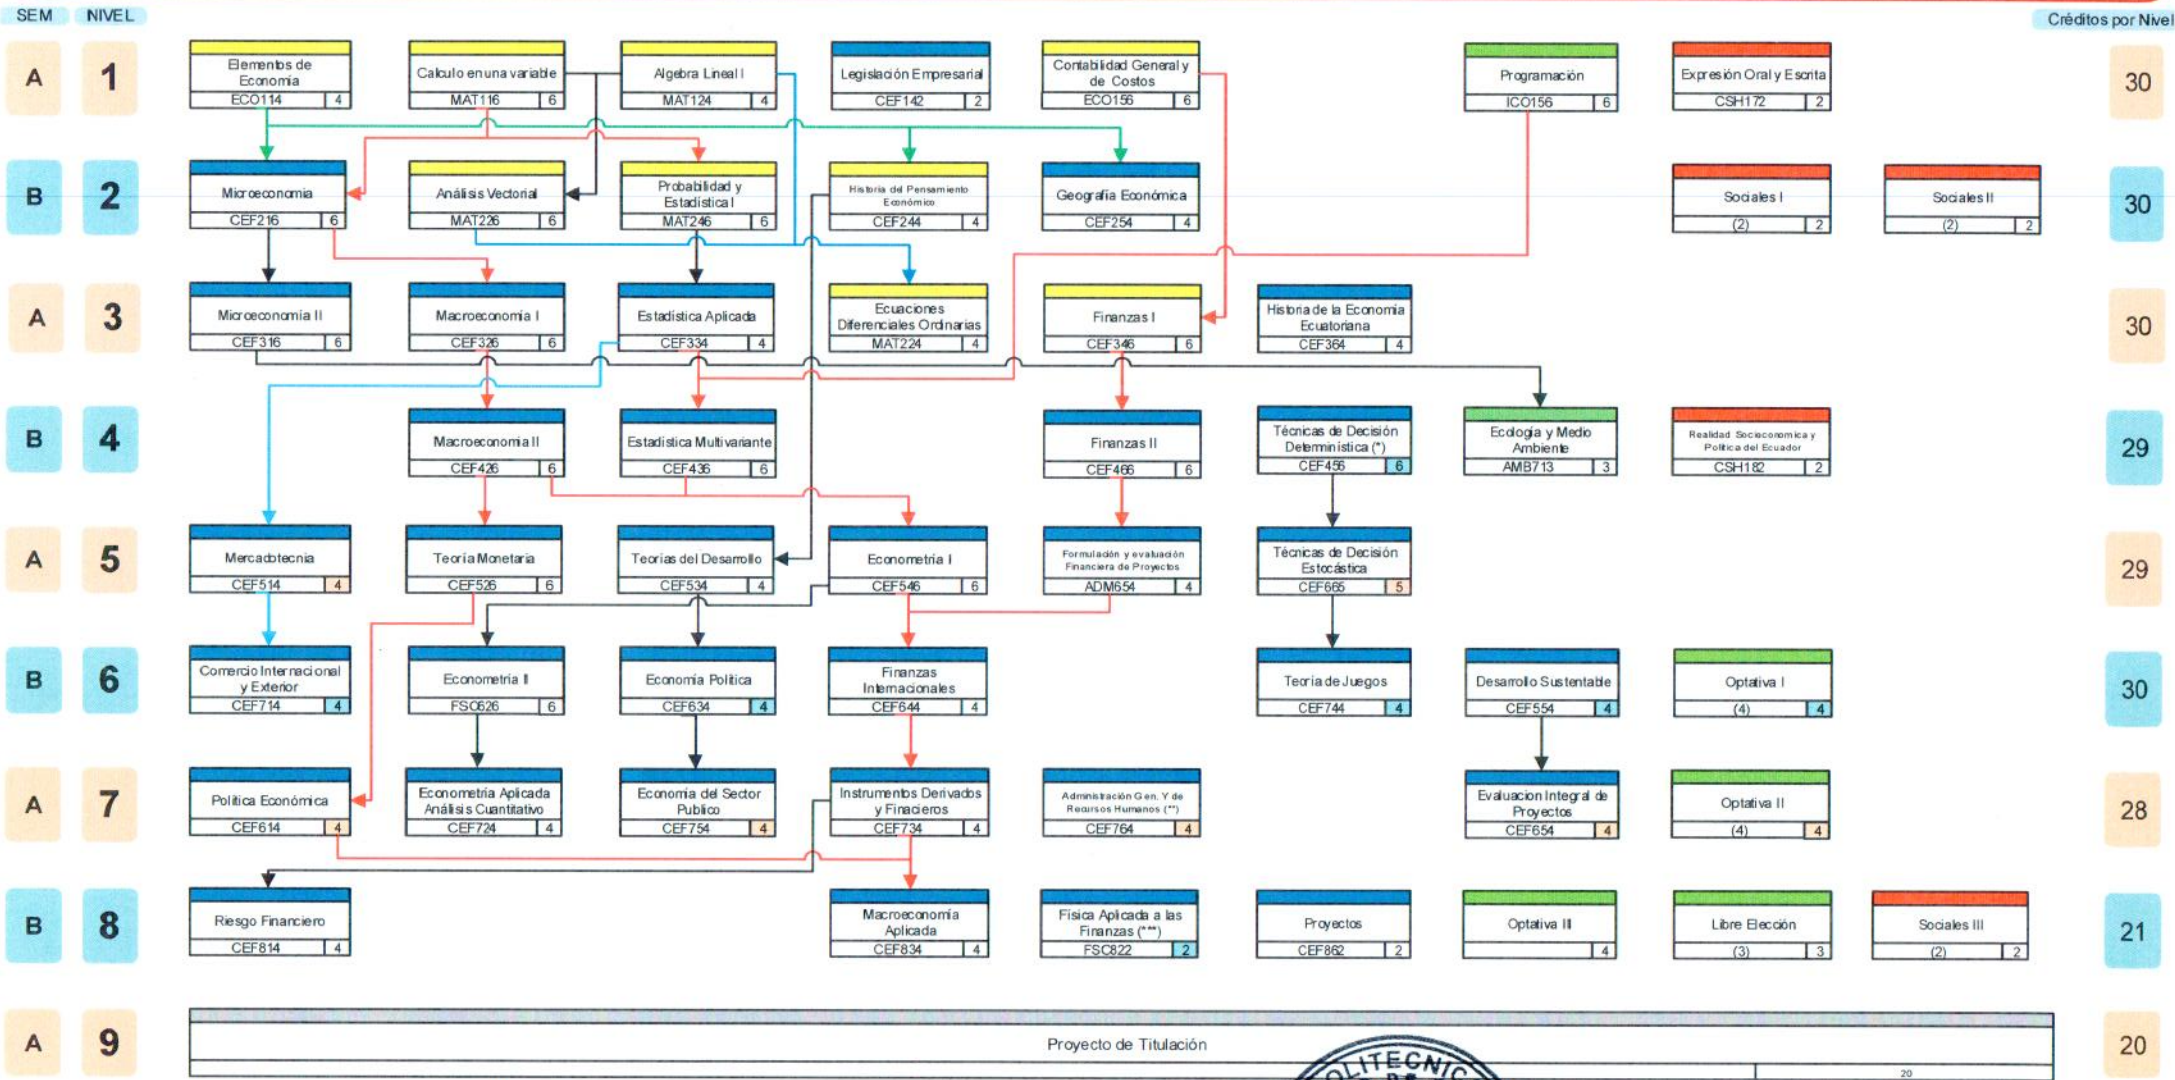 SEM NIVEL
Créditos por Nivel
A 1
Elementos de
Economía
ECO114 4
Calculo en una variable
MAT116 6
Algebra Lineal I
MAT124 4
Legislación Empresarial
CEF142 2
Contabilidad General y
de Costos
ECO156 6
Programación
ICO156 6
Expresión Oral y Escrita
CSH172 2
30
B 2
Microeconomía
CEF216 6
Análisis Vectorial
MAT226 6
Probabilidad y
Estadística I
MAT246 6
Historia del Pensamiento
Económico
CEF244 4
Geografía Económica
CEF254 4
Sociales I
(2) 2
Sociales II
(2) 2
30
A 3
Microeconomía II
CEF316 6
Macroeconomía I
CEF326 6
Estadística Aplicada
CEF334 4
Ecuaciones
Diferenciales Ordinarias
MAT224 4
Finanzas I
CEF346 6
Historia de la Economía
Ecuatoriana
CEF364 4
30
B 4
Macroeconomía II
CEF426 6
Estadística Multivariante
CEF436 6
Finanzas II
CEF466 6
Técnicas de Decisión
Determinística (*)
CEF456 6
Ecología y Medio
Ambiente
AMB713 3
Realidad Socioeconomica y
Política del Ecuador
CSH182 2
29
A 5
Mercadotecnia
CEF514 4
Teoría Monetaria
CEF526 6
Teorías del Desarrollo
CEF534 4
Econometría I
CEF546 6
Formulación y evaluación
Financiera de Proyectos
ADM654 4
Técnicas de Decisión
Estocástica
CEF665 5
29
B 6
Comercio Internacional
y Exterior
CEF714 4
Econometría II
FSC626 6
Economía Política
CEF634 4
Finanzas
Internacionales
CEF644 4
Teoría de Juegos
CEF744 4
Desarrollo Sustentable
CEF554 4
Optativa I
(4) 4
30
A 7
Política Económica
CEF614 4
Econometría Aplicada
Análisis Cuantitativo
CEF724 4
Economía del Sector
Publico
CEF754 4
Instrumentos Derivados
y Finacieros
CEF734 4
Administración Gen. Y de
Recursos Humanos (**)
CEF764 4
Evaluacion Integral de
Proyectos
CEF654 4
Optativa II
(4) 4
28
B 8
Riesgo Financiero
CEF814 4
Macroeconomía
Aplicada
CEF834 4
Física Aplicada a las
Finanzas (***)
FSC822 2
Proyectos
CEF862 2
Optativa III
4
Libre Elección
(3) 3
Sociales III
(2) 2
21
A 9
Proyecto de Titulación
20
20